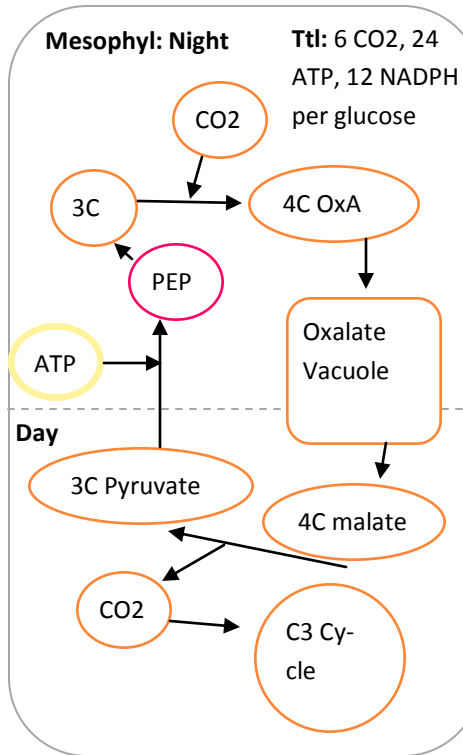 Mesophyl: Night
Ttl: 6 CO2, 24
ATP, 12 NADPH
per glucose
CO2
3C
4C OxA
PEP
Oxalate
Vacuole
ATP
Day
3C Pyruvate
4C malate
CO2
C3 Cy-
cle